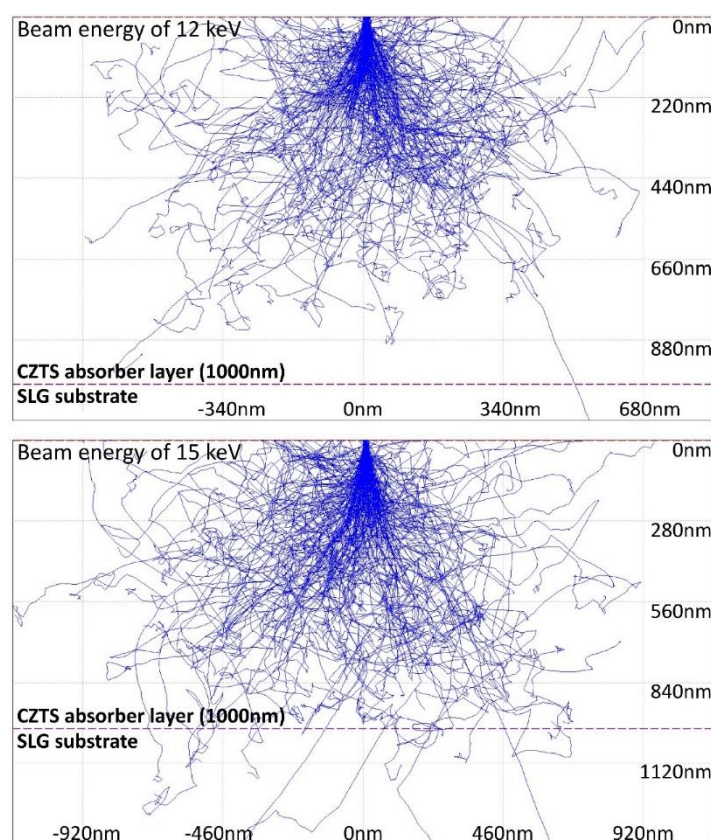 Beam energy of 12 keV
0nm
220nm
440nm
660nm
880nm
CZTS absorber layer (1000nm)
SLG substrate
-340nm 0nm 340nm 680nm
Beam energy of 15 keV
0nm
280nm
560nm
840nm
CZTS absorber layer (1000nm)
SLG substrate
1120nm
-920nm -460nm 0nm 460nm 920nm